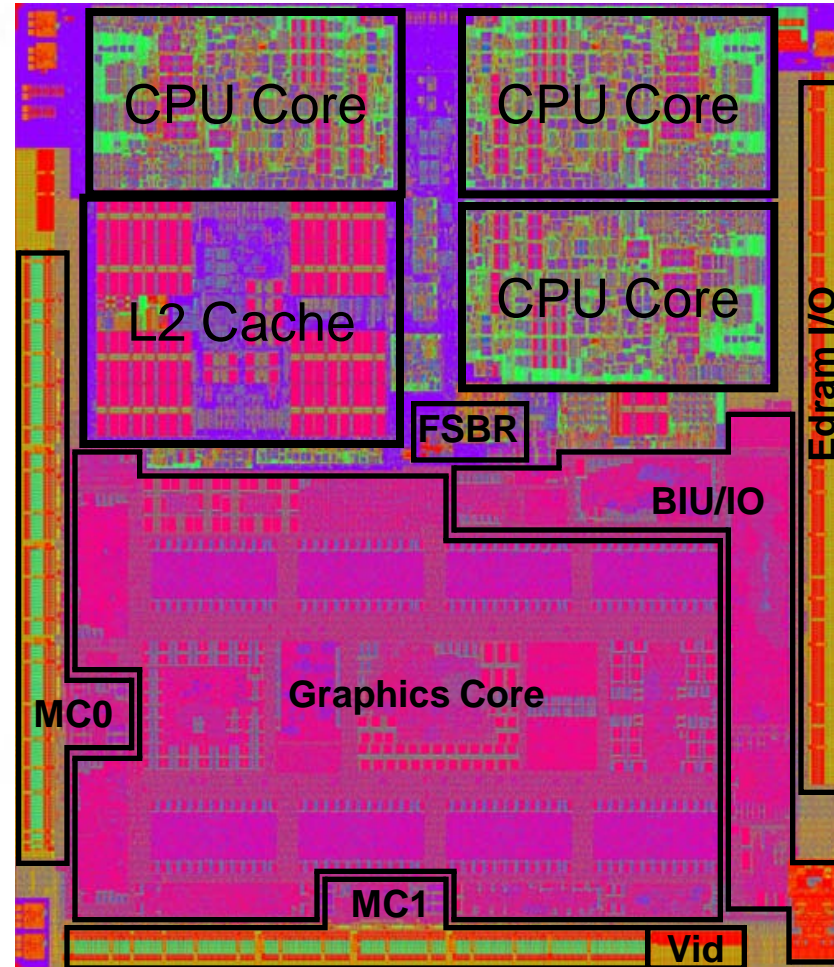 CPU Core
CPU Core
L2 Cache
CPU Core
Edram I/O
FSBR
BIU/IO
Graphics Core
MC0
MC1
Vid